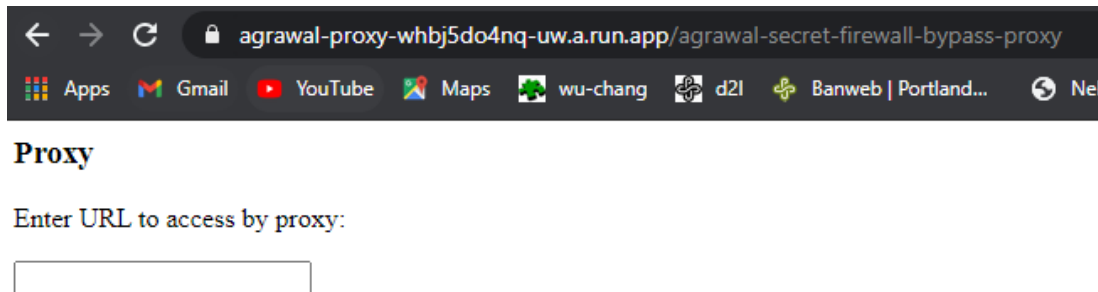 agrawal-proxy-whbj5do4nq-uw.a.run.app/agrawal-secret-firewall-bypass-proxy
Apps Gmail YouTube Maps wu-chang d2l Banweb | Portland... Ne
Proxy
Enter URL to access by proxy: